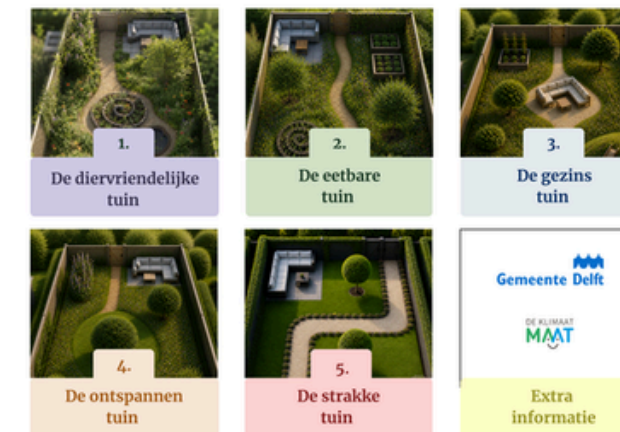 1.
De diervriendelijke
tuin
2.
De eetbare
tuin
3.
De gezins
tuin
4.
De ontspannen
tuin
5.
De strakke
tuin
Gemeente Delft
DE KLIMAAT
MAAT
Extra
informatie